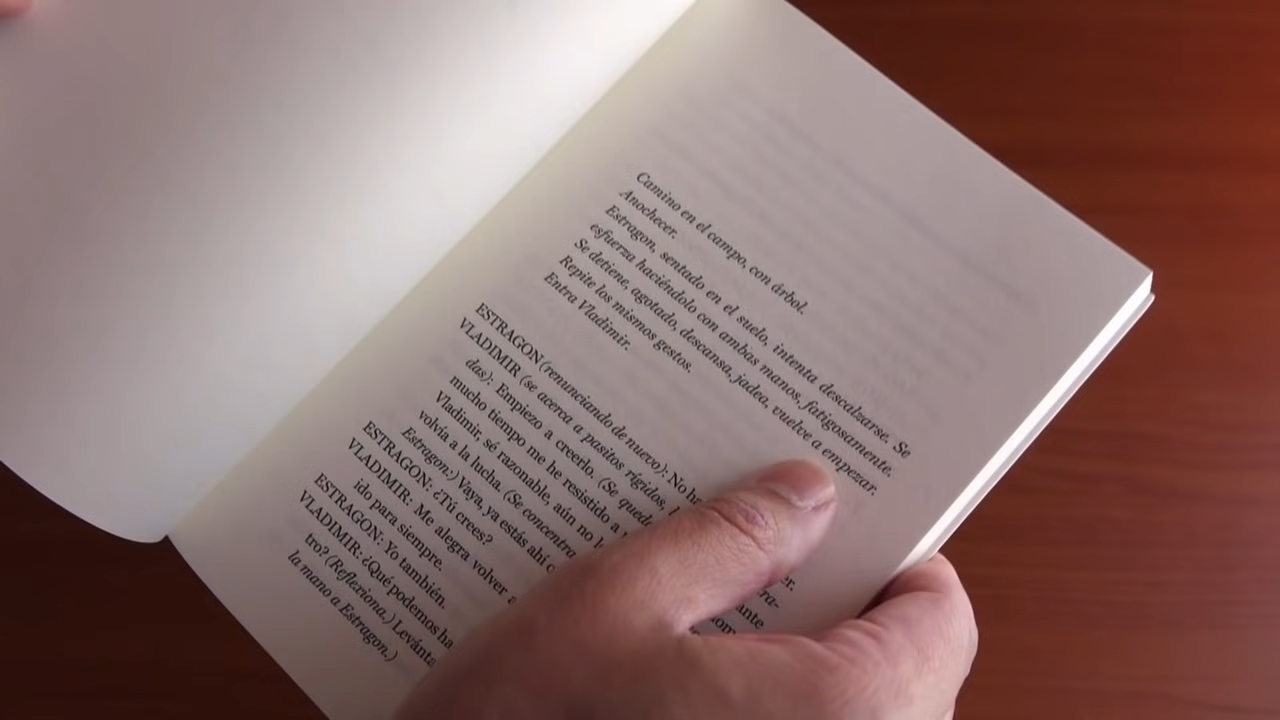 Camino en el campo, con árbol.
Anochecer.
Estragon, sentado en el suelo, intenta descalzarse. Se
esfuerza haciéndolo con ambas manos, fatigosamente.
Se detiene, agotado, descansa, jadea, vuelve a empezar.
Repite los mismos gestos.
Entra Vladimir.
ESTRAGON (renunciando de nuevo): No
VLADIMIR (se acerca a pasitos rígidos,
das): Empiezo a creerlo. (Se
mucho tiempo me he resistido a
Vladimir, sé razonable, aún no
volvía a la lucha. (Se
Estragon.) Vaya, ya estás ahí
ESTRAGON: ¿Tú crees?
VLADIMIR: Me alegra volver a
ido para siempre.
ESTRAGON: Yo también.
VLADIMIR: ¿Qué podemos
tro? (Reflexiona.)
la mano a Estragon.)